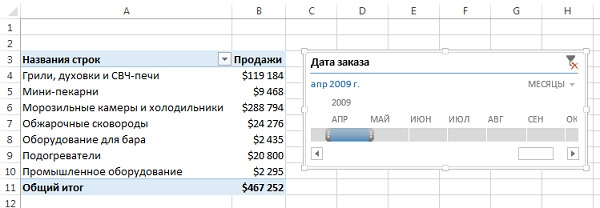 A B C D E F G H
1
2
3 Названия строк Продажи
4 Грили, духовки и СВЧ-печи $119 184
5 Мини-пекарни $9 468
6 Морозильные камеры и холодильники $288 794
7 Обжарочные сковороды $24 276
8 Оборудование для бара $2 435
9 Подогреватели $20 800
10 Промышленное оборудование $2 295
11 Общий итог $467 252
12
Дата заказа
апр 2009 г. МЕСЯЦЫ
2009
АПР МАЙ ИЮН ИЮЛ АВГ СЕН ОК